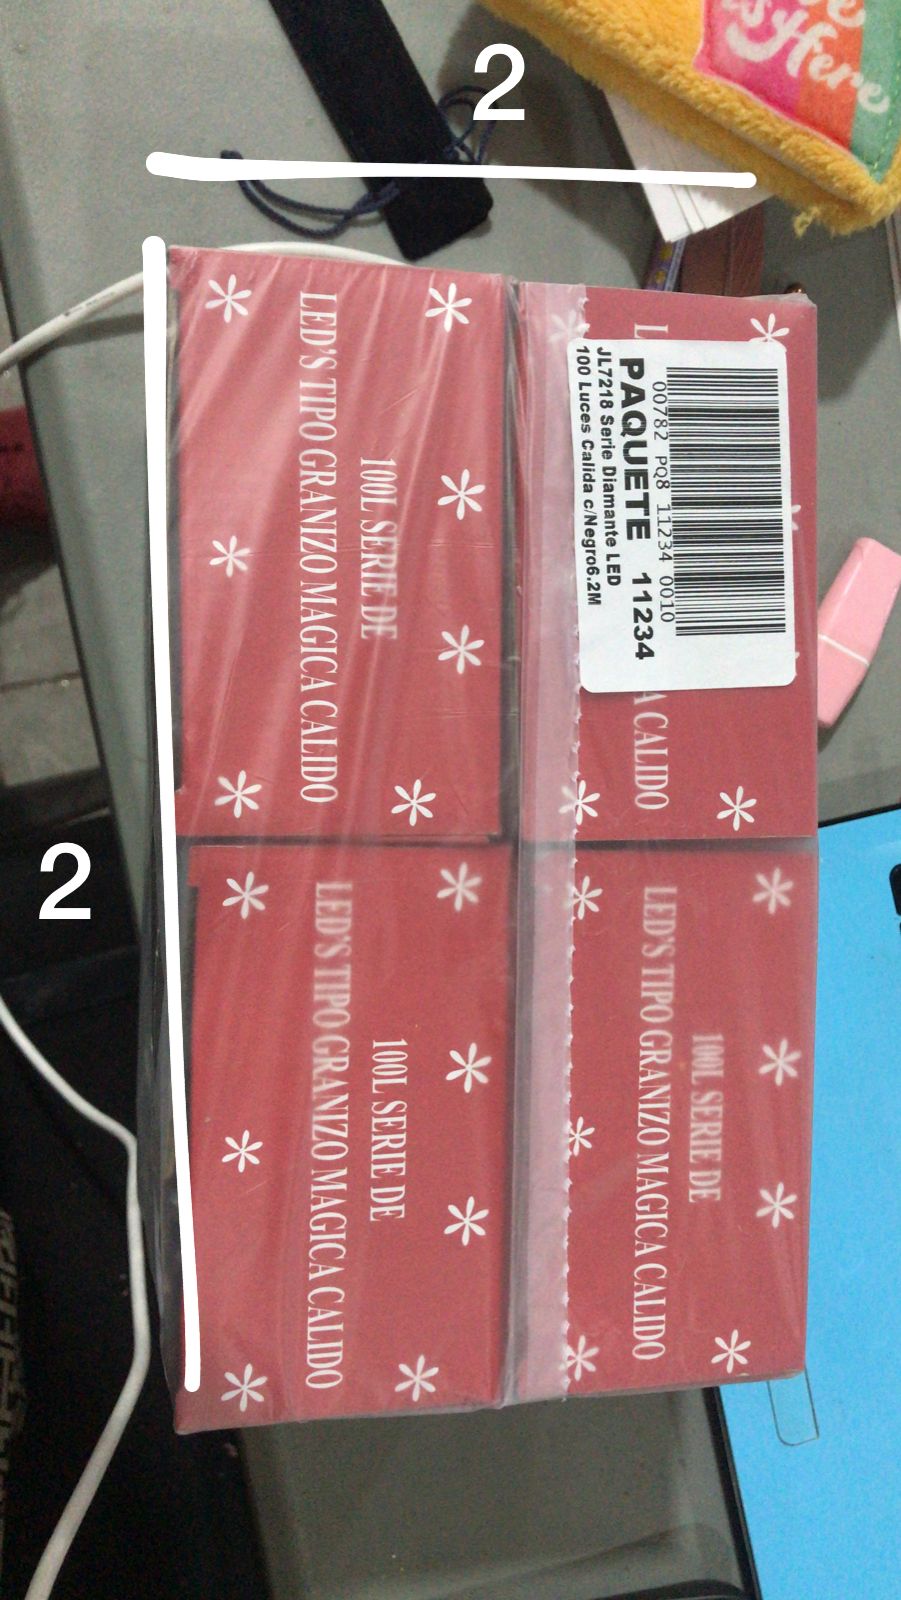 2
2
Here
LED'S TIPO GRANIZO MAGICA CALIDO
100L SERIE DE
L
A CALIDO
00782 PQ8 11234 0010
PAQUETE 11234
JL7218 Serie Diamante LED
100 Luces Calida c/Negro6.2M
100L SERIE DE
LED'S TIPO GRANIZO MAGICA CALIDO
100L SERIE DE
LED'S TIPO GRANIZO MAGICA CALIDO